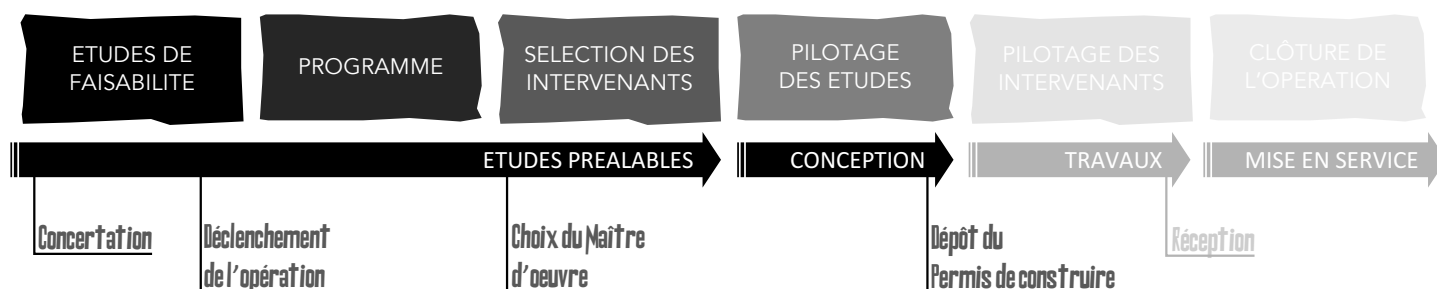 ETUDES DE
FAISABILITE
PROGRAMME
SELECTION DES
INTERVENANTS
PILOTAGE
DES ETUDES
PILOTAGE DES
INTERVENANTS
CLÔTURE DE
L'OPERATION
ETUDES PREALABLES
CONCEPTION
TRAVAUX
MISE EN SERVICE
Concertation
Déclenchement
de l'opération
Choix du Maître
d'oeuvre
Dépôt du
Permis de construire
Réception